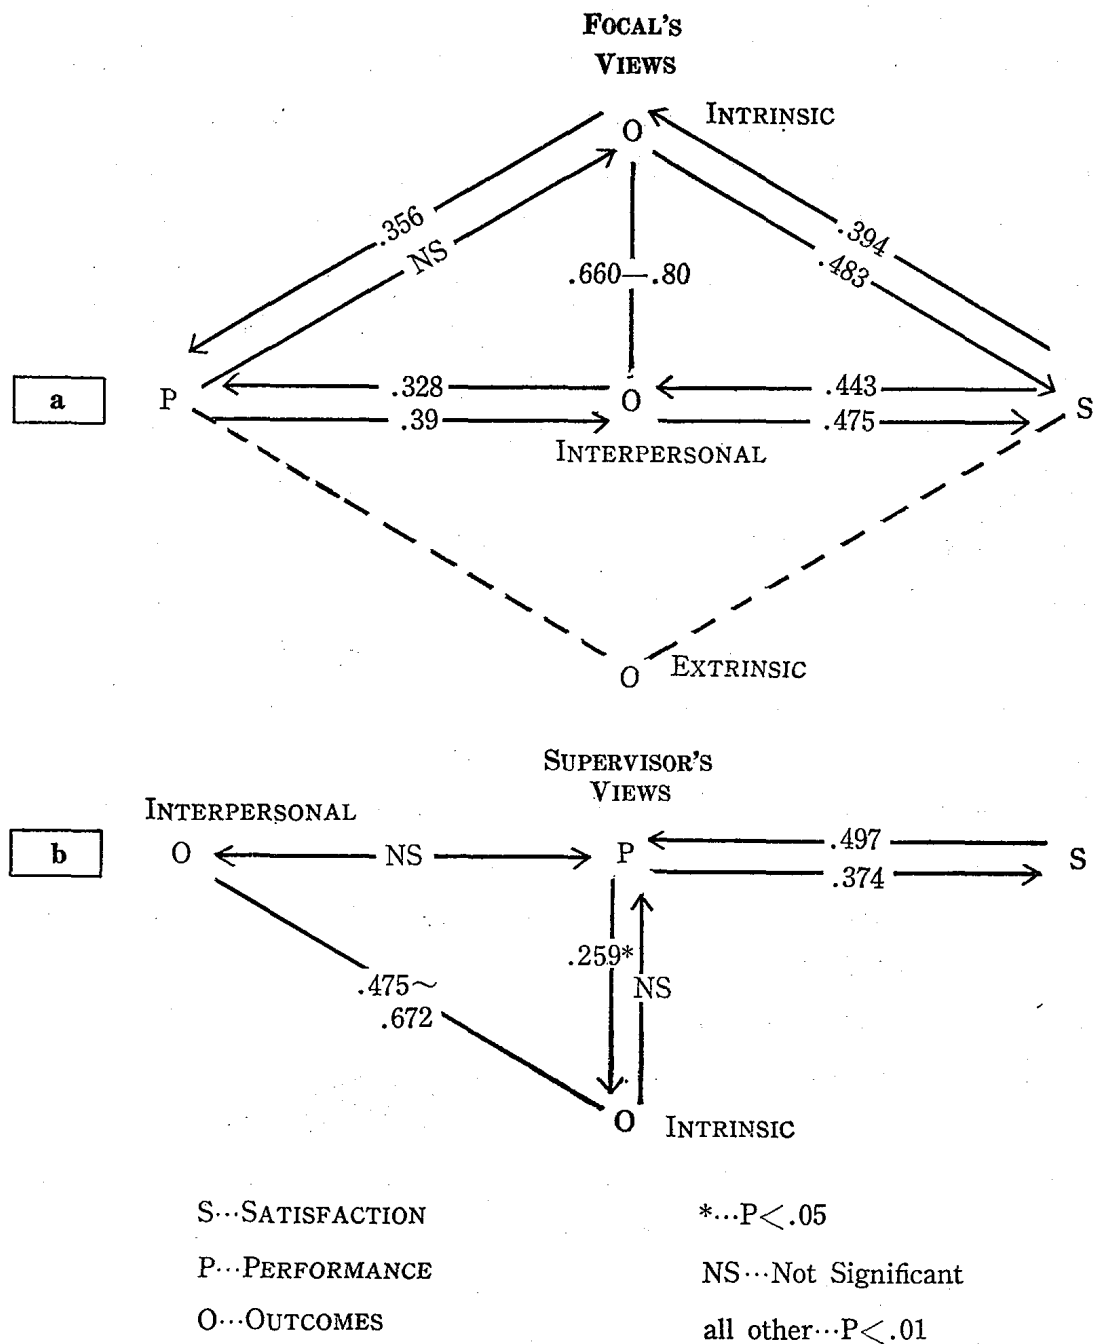 FOCAL'S
VIEWS
O INTRINSIC
.356
NS
.394
.483
.660—.80
a
P
.328
.39
O
.443
.475
S
INTERPERSONAL
O EXTRINSIC
SUPERVISOR'S
VIEWS
INTERPERSONAL
b
O
NS
P
.497
.374
S
.259*
NS
.475~
.672
O INTRINSIC
S···SATISFACTION
*···P<.05
P···PERFORMANCE
NS···Not Significant
O···OUTCOMES
all other···P<.01